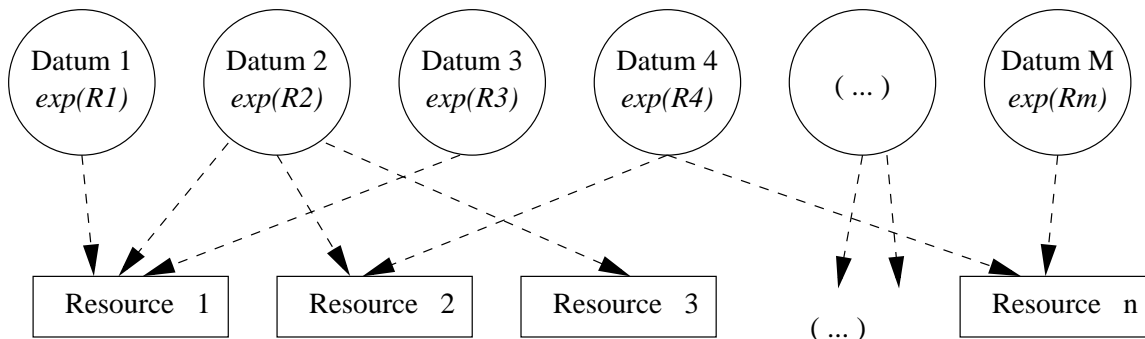 Datum 1
exp(R1)
Datum 2
exp(R2)
Datum 3
exp(R3)
Datum 4
exp(R4)
( ... )
Datum M
exp(Rm)
Resource 1
Resource 2
Resource 3
( ... )
Resource n